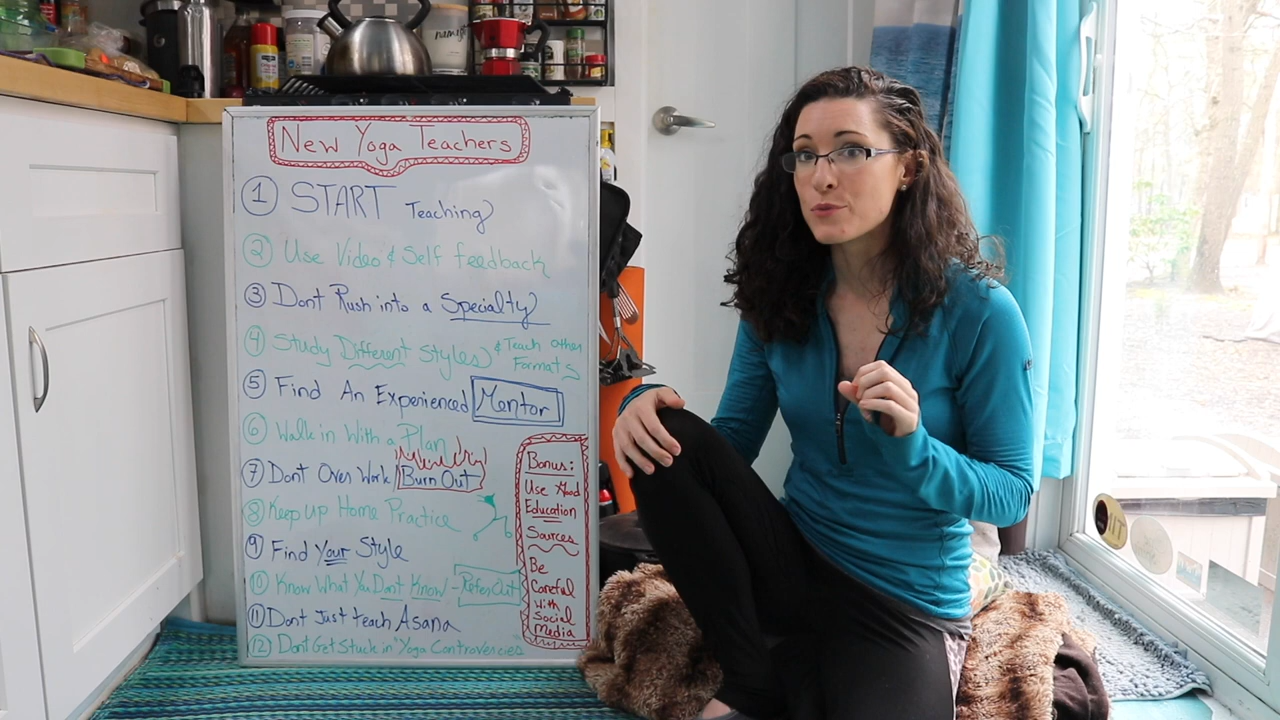 namaste
New Yoga Teachers
1 START Teaching
2 Use Video & Self feedback
3 Dont Rush into a Specialty
4 Study Different Styles & Teach other Formats
5 Find An Experienced Mentor
6 Walk in With a Plan
7 Dont Over Work Burn Out
8 Keep up Home Practice
9 Find Your Style
10 Know What You Dont Know - Refer Out
11 Dont Just teach Asana
12 Dont Get Stuck in "Yoga Controversies
Bonus:
Use Good
Education
Sources
Be
Careful
with
Social
Media